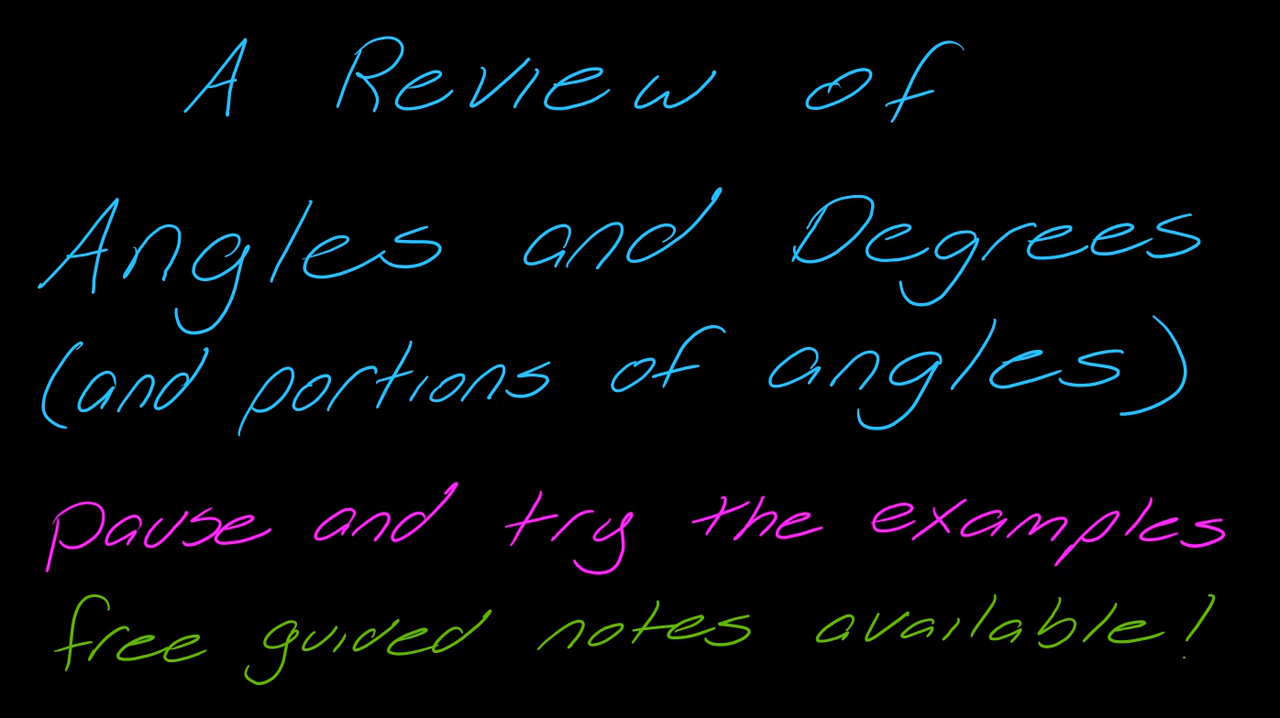 A Review of
Angles and Degrees
(and portions of angles)
pause and try the examples
free guided notes available!